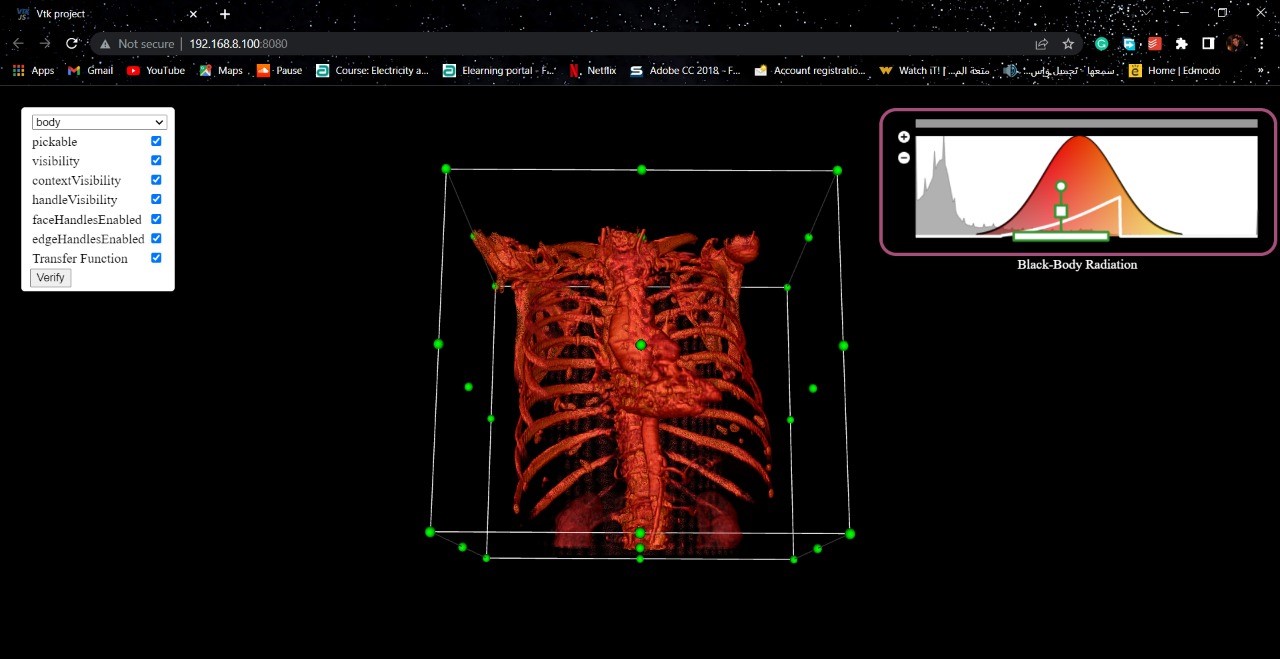 Vtk project
Not secure | 192.168.8.100:8080
Apps Gmail YouTube Maps Pause Course: Electricity a... Elearning portal - F... Netflix Adobe CC 2018 - F... Account registratio... Watch iT! [ ...متعة الم سمعها - تجميل Home | Edmodo »
body
pickable
visibility
contextVisibility
handleVisibility
faceHandlesEnabled
edgeHandlesEnabled
Transfer Function
Verify
Black-Body Radiation